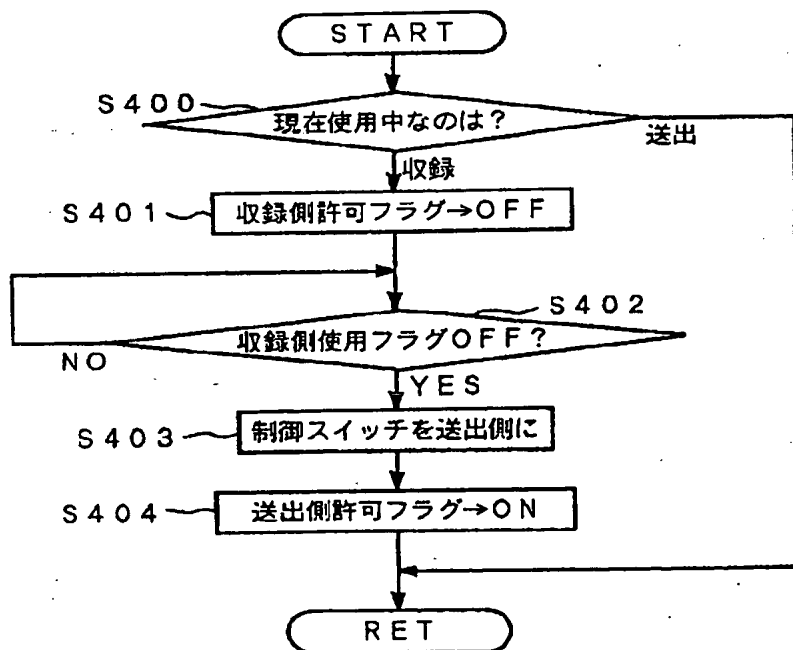 START
S400
現在使用中なのは？
送出
収録
S401
収録側許可フラグ→OFF
S402
収録側使用フラグOFF？
NO
YES
S403
制御スイッチを送出側に
S404
送出側許可フラグ→ON
RET